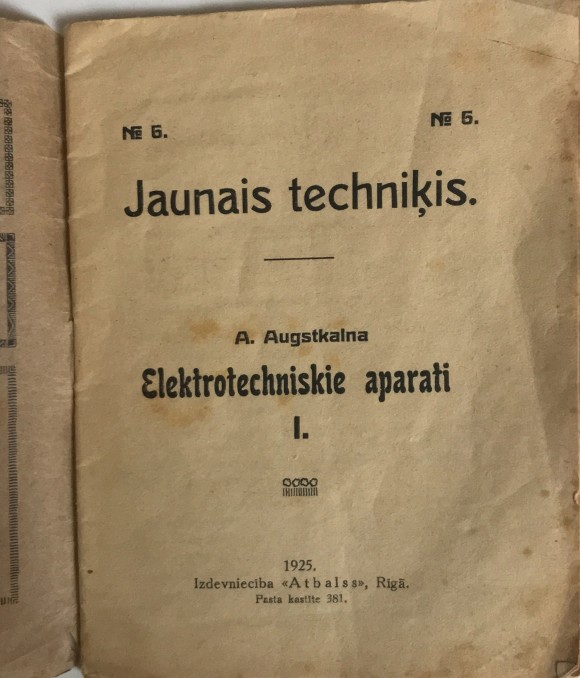 № 6. № 6.
Jaunais techniķis.
A. Augstkalna
Elektrotechniskie aparati
I.
1925.
Izdevniecība «Atbalss», Rīgā.
Pasta kastīte 381.